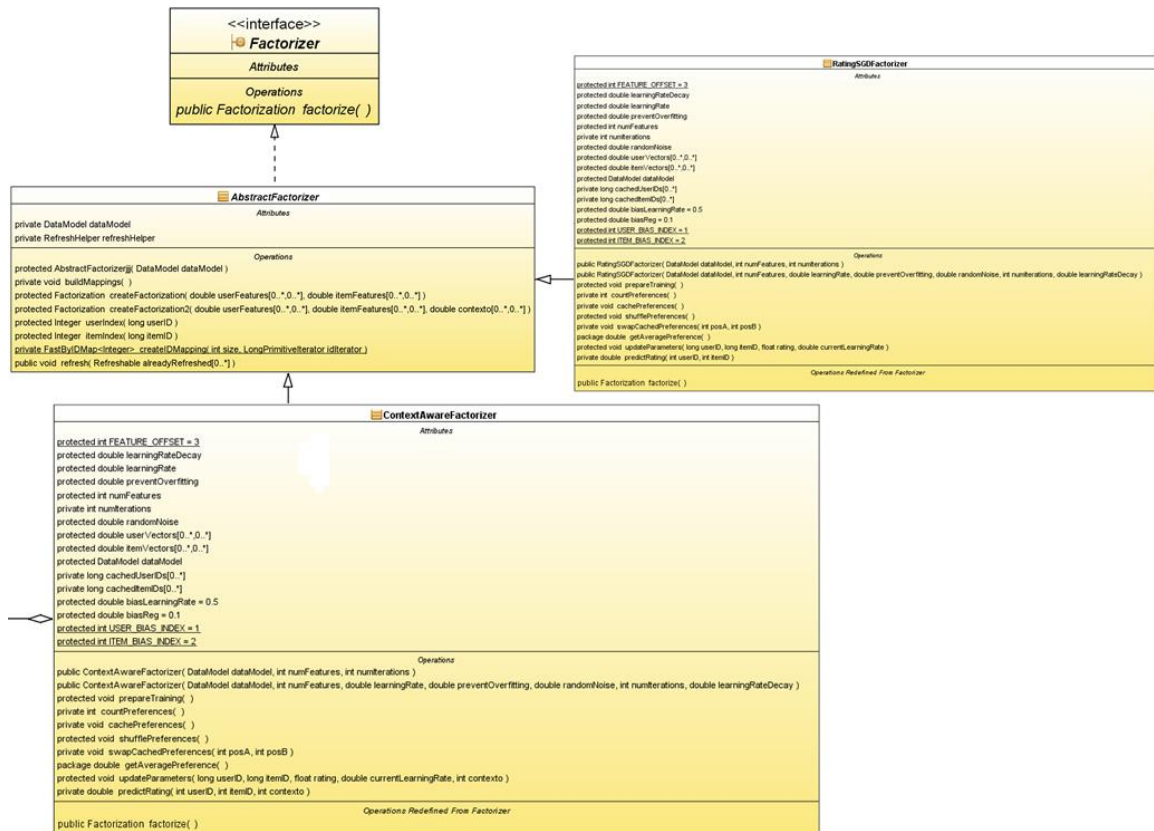 <<interface>>
Factorizer
Attributes
Operations
public Factorization factorize( )
RatingSGDFactorizer
Attributes
protected int FEATURE_OFFSET = 3
protected double learningRateDecay
protected double learningRate
protected double preventOverfitting
protected int numFeatures
private int numIterations
protected double randomNoise
protected double userVectors[0..*,0..*]
protected double itemVectors[0..*,0..*]
protected DataModel dataModel
private long cachedUserIDs[0..*]
private long cachedItemIDs[0..*]
protected double biasLearningRate = 0.5
protected double biasReg = 0.1
protected int USER_BIAS_INDEX = 1
protected int ITEM_BIAS_INDEX = 2
Operations
public RatingSGDFactorizer( DataModel dataModel, int numFeatures, int numIterations )
public RatingSGDFactorizer( DataModel dataModel, int numFeatures, double learningRate, double preventOverfitting, double randomNoise, int numIterations, double learningRateDecay )
protected void prepareTraining( )
private int countPreferences( )
private void cachePreferences( )
protected void shufflePreferences( )
private void swapCachedPreferences( int posA, int posB )
package double getAveragePreference( )
protected void updateParameters( long userID, long itemID, float rating, double currentLearningRate )
private double predictRating( int userID, int itemID )
Operations Redefined From Factorizer
public Factorization factorize( )
AbstractFactorizer
Attributes
private DataModel dataModel
private RefreshHelper refreshHelper
Operations
protected AbstractFactorizerjjj( DataModel dataModel )
private void buildMappings( )
protected Factorization createFactorization( double userFeatures[0..*,0..*], double itemFeatures[0..*,0..*] )
protected Factorization createFactorization2( double userFeatures[0..*,0..*], double itemFeatures[0..*,0..*], double contexto[0..*,0..*] )
protected Integer userIndex( long userID )
protected Integer itemIndex( long itemID )
private FastByIDMap<Integer> createIDMapping( int size, LongPrimitiveIterator idIterator )
public void refresh( Refreshable alreadyRefreshed[0..*] )
ContextAwareFactorizer
Attributes
protected int FEATURE_OFFSET = 3
protected double learningRateDecay
protected double learningRate
protected double preventOverfitting
protected int numFeatures
private int numIterations
protected double randomNoise
protected double userVectors[0..*,0..*]
protected double itemVectors[0..*,0..*]
protected DataModel dataModel
private long cachedUserIDs[0..*]
private long cachedItemIDs[0..*]
protected double biasLearningRate = 0.5
protected double biasReg = 0.1
protected int USER_BIAS_INDEX = 1
protected int ITEM_BIAS_INDEX = 2
Operations
public ContextAwareFactorizer( DataModel dataModel, int numFeatures, int numIterations )
public ContextAwareFactorizer( DataModel dataModel, int numFeatures, double learningRate, double preventOverfitting, double randomNoise, int numIterations, double learningRateDecay )
protected void prepareTraining( )
private int countPreferences( )
private void cachePreferences( )
protected void shufflePreferences( )
private void swapCachedPreferences( int posA, int posB )
package double getAveragePreference( )
protected void updateParameters( long userID, long itemID, float rating, double currentLearningRate, int contexto )
private double predictRating( int userID, int itemID, int contexto )
Operations Redefined From Factorizer
public Factorization factorize( )